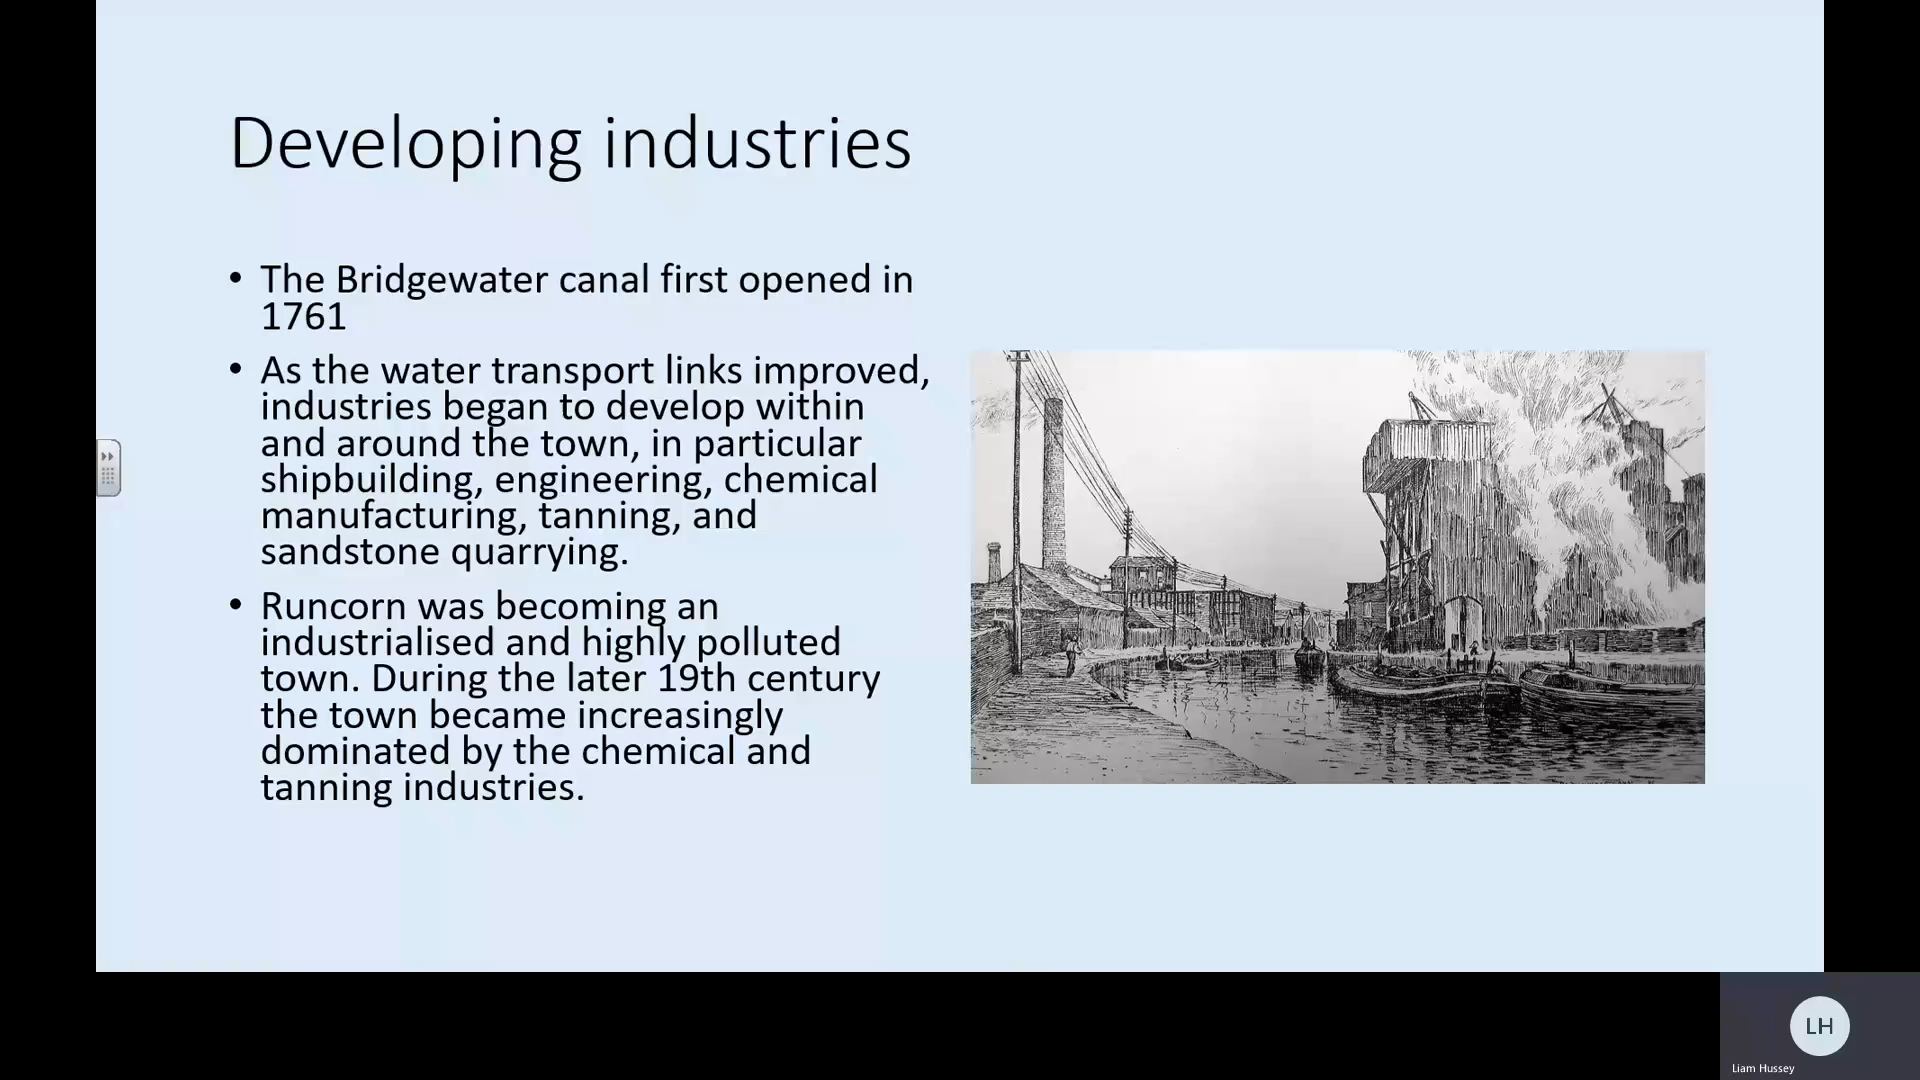 Developing industries
• The Bridgewater canal first opened in
1761
• As the water transport links improved,
industries began to develop within
and around the town, in particular
shipbuilding, engineering, chemical
manufacturing, tanning, and
sandstone quarrying.
• Runcorn was becoming an
industrialised and highly polluted
town. During the later 19th century
the town became increasingly
dominated by the chemical and
tanning industries.
LH
Liam Hussey